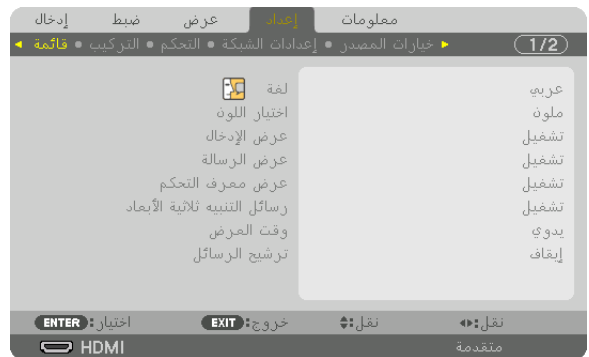 إدخال ضبط عرض إعداد معلومات
◄ قائمة • التركيب • التحكم • إعدادات الشبكة • خيارات المصدر ► 1/2
لغة عربي
اختيار اللون ملون
عرض الإدخال تشغيل
عرض الرسالة تشغيل
عرض معرف التحكم تشغيل
رسائل التنبيه ثلاثية الأبعاد تشغيل
وقت العرض يدوي
ترشيح الرسائل إيقاف
ENTER: اختيار EXIT: خروج نقل: نقل:
HDMI متقدمة